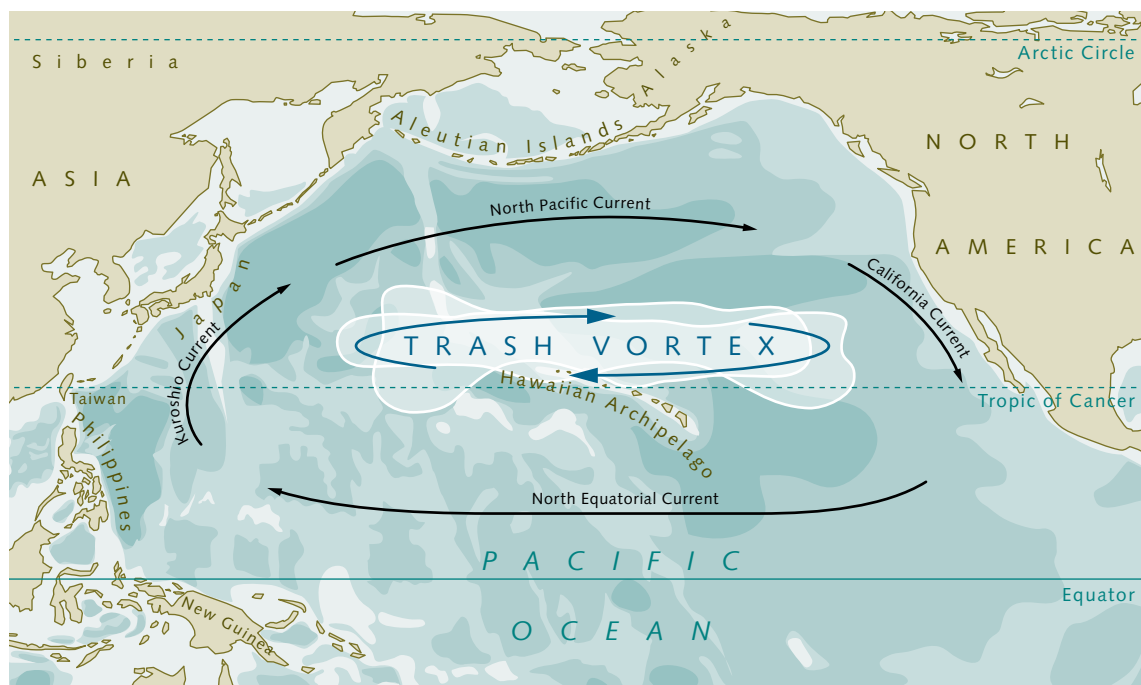 Arctic Circle
Siberia
Alaska
Aleutian Islands
NORTH
ASIA
North Pacific Current
AMERICA
California Current
Japan
Kuroshio Current
TRASH VORTEX
Hawaiian Archipelago
Taiwan
Tropic of Cancer
Philippines
North Equatorial Current
PACIFIC
Equator
New Guinea
OCEAN